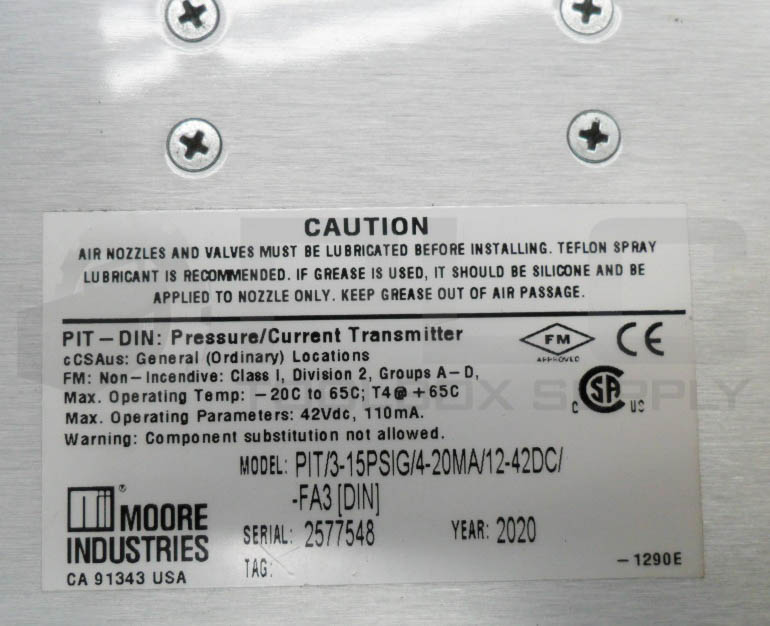 CAUTION
AIR NOZZLES AND VALVES MUST BE LUBRICATED BEFORE INSTALLING. TEFLON SPRAY
LUBRICANT IS RECOMMENDED. IF GREASE IS USED, IT SHOULD BE SILICONE AND BE
APPLIED TO NOZZLE ONLY. KEEP GREASE OUT OF AIR PASSAGE.
PIT – DIN: Pressure/Current Transmitter
cCSAus: General (Ordinary) Locations
FM: Non – Incendive: Class I, Division 2, Groups A – D,
Max. Operating Temp: –20C to 65C; T4@ +65C
Max. Operating Parameters: 42Vdc, 110mA.
Warning: Component substitution not allowed.
FM
APPROVED
CE
C SA US
SUPPLY
MODEL: PIT/3-15PSIG/4-20MA/12-42DC/
-FA3 [DIN]
MOORE
INDUSTRIES
CA 91343 USA
®
SERIAL: 2577548 YEAR: 2020
TAG:
– 1290E